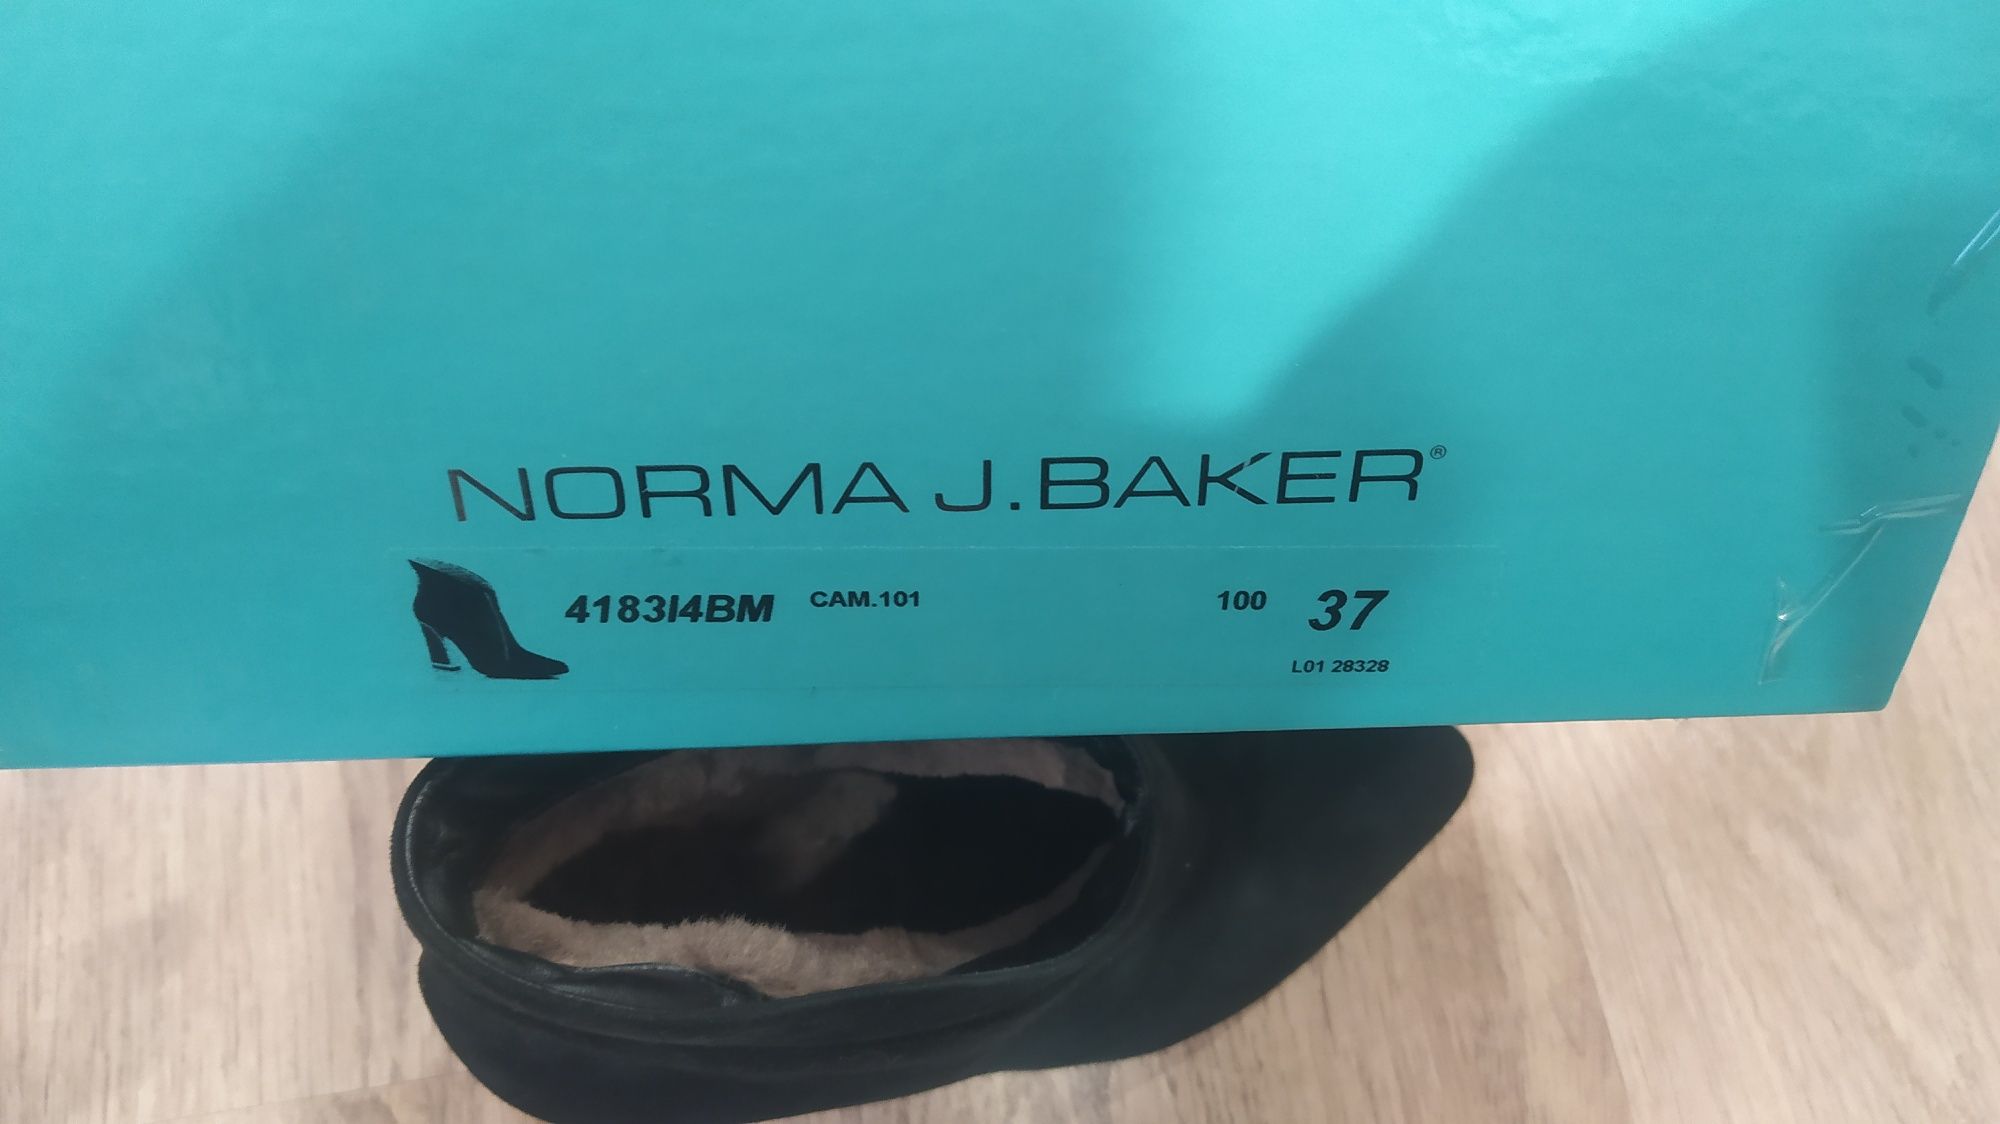 NORMA J.BAKER®
4183I4BM CAM.101 100 37
L01 28328